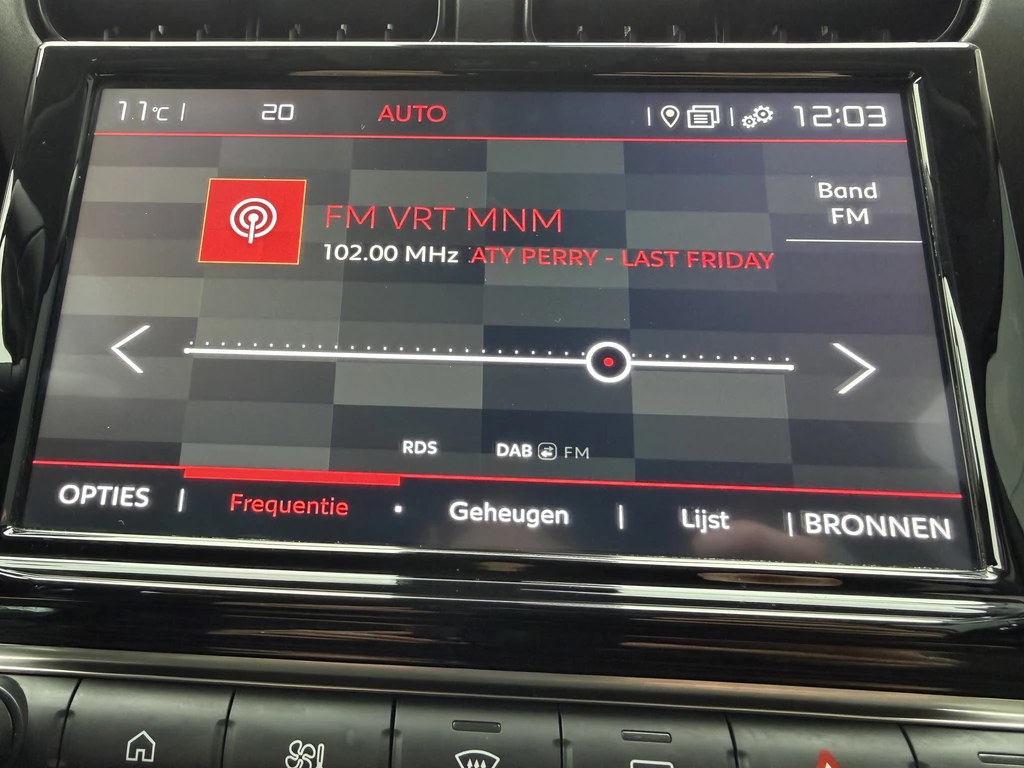 11°C | 20 AUTO 12:03
Band
FM
FM VRT MNM
102.00 MHz ATY PERRY - LAST FRIDAY
RDS DAB FM
OPTIES | Frequentie Geheugen | Lijst | BRONNEN